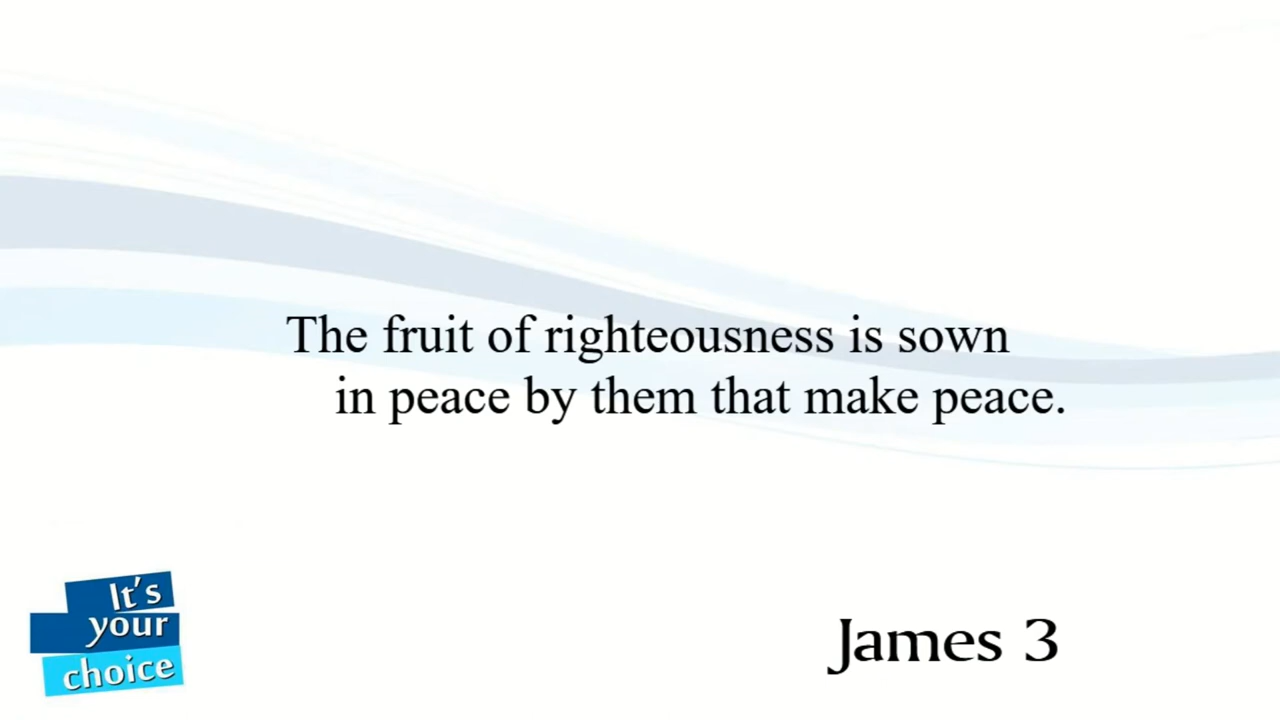 The fruit of righteousness is sown
in peace by them that make peace.
It's
your
choice
James 3